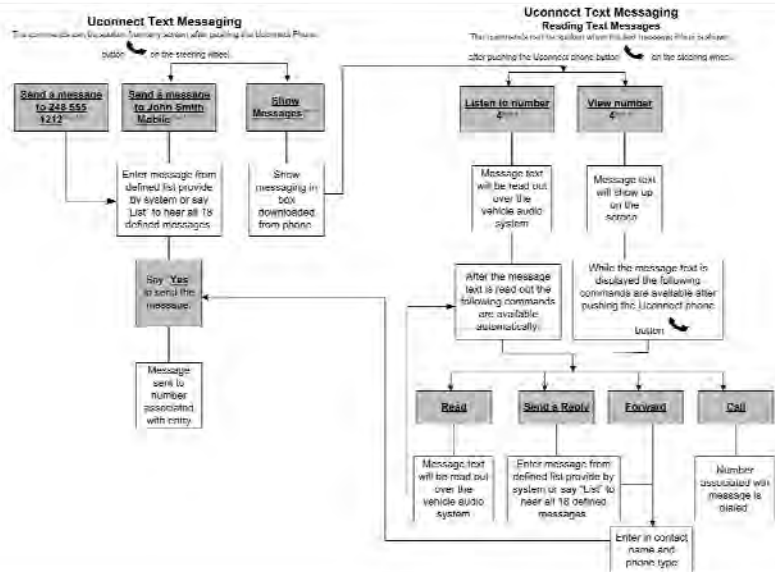 Uconnect Text Messaging
button
on the steering wheel
Send a message
to 248 555
1212
Send a message
to John Smith
Mobile
Show
Messages
Enter message from
defined list provide
by system or say
"List" to hear all 18
defined messages
Show
messaging in
box
downloaded
from phone
Say "Yes"
to send the
message.
Message
sent to
number
associated
with entry
Uconnect Text Messaging
Reading Text Messages
after pushing the Uconnect phone button
on the steering wheel
Listen to number
4
View number
4
Message text
will be read out
over the
vehicle audio
system
Message text
will show up
on the
screen
After the message
text is read out the
following commands
are available
automatically.
While the message text is
displayed the following
commands are available after
pushing the Uconnect phone
button
Read
Send a Reply
Forward
Call
Message text
will be read out
over the
vehicle audio
system
Enter message from
defined list provide by
system or say "List" to
hear all 18 defined
messages
Number
associated with
message is
dialed
Enter in contact
name and
phone type